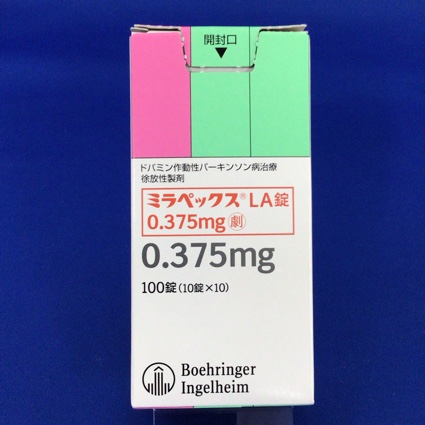 開封口
▼
ドパミン作動性パーキンソン病治療
徐放性製剤
ミラペックス®LA錠
0.375mg 劇
0.375mg
100錠(10錠×10)
Boehringer
Ingelheim